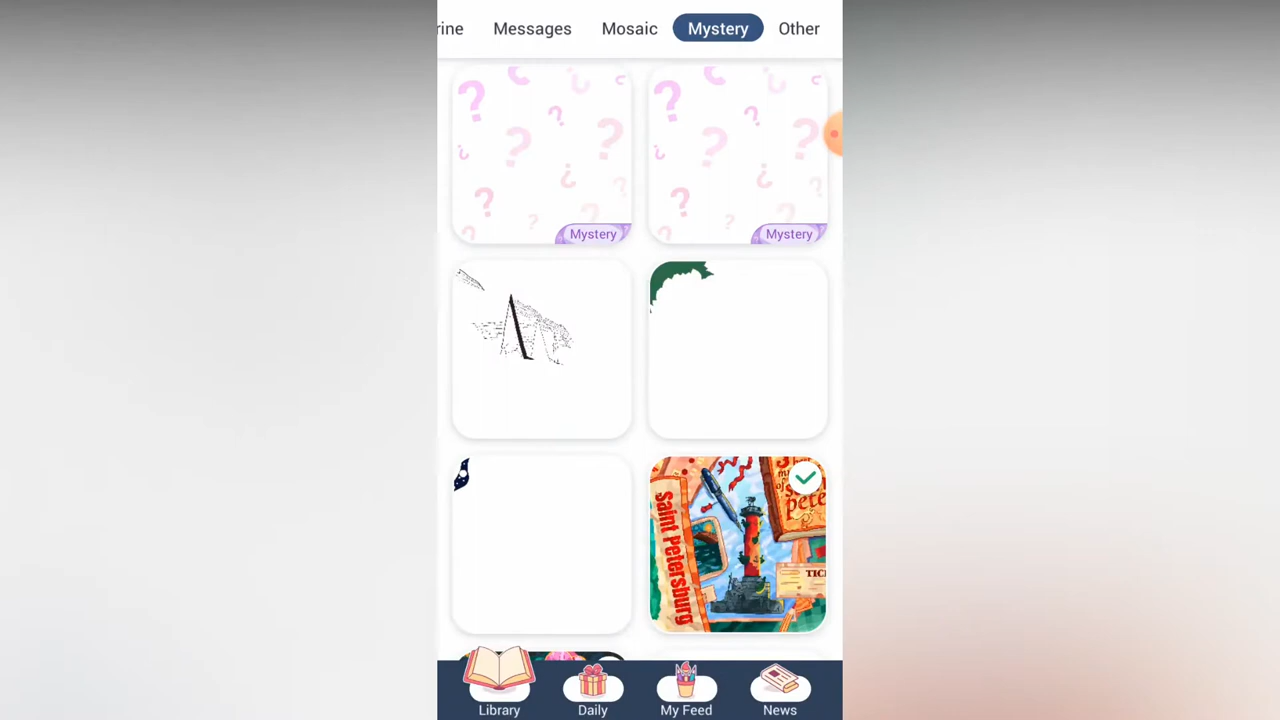 rine Messages Mosaic Mystery Other
Mystery Mystery
Saint Petersburg
Library Daily My Feed News